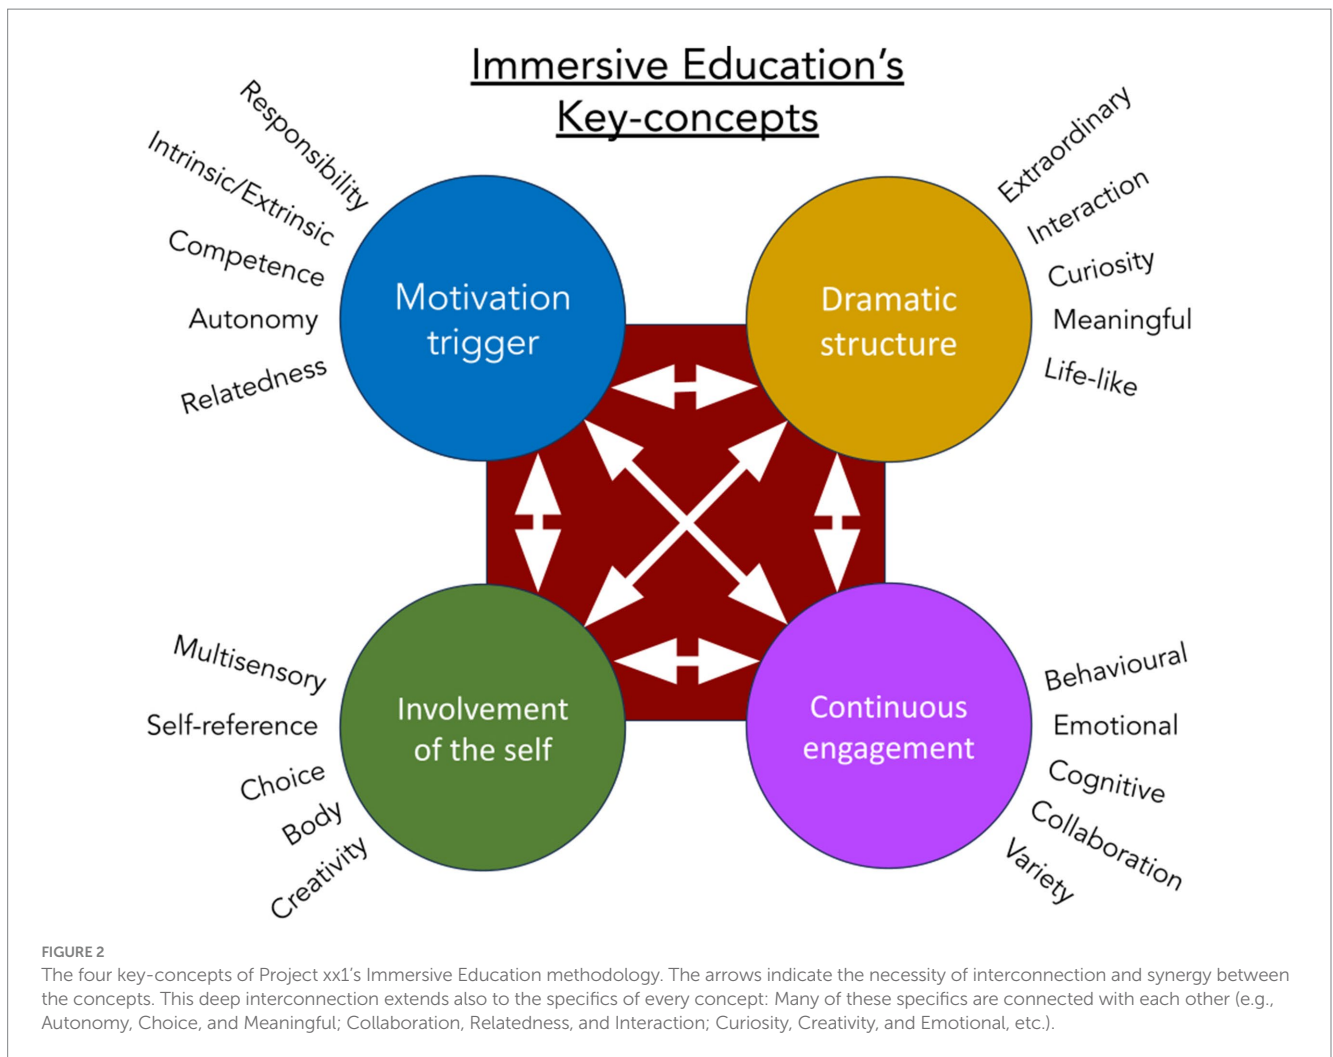 Immersive Education's
Key-concepts
Responsibility
Intrinsic/Extrinsic
Competence
Autonomy
Relatedness
Motivation
trigger
Dramatic
structure
Extraordinary
Interaction
Curiosity
Meaningful
Life-like
Multisensory
Self-reference
Choice
Body
Creativity
Involvement
of the self
Continuous
engagement
Behavioural
Emotional
Cognitive
Collaboration
Variety
FIGURE 2
The four key-concepts of Project xx1's Immersive Education methodology. The arrows indicate the necessity of interconnection and synergy between
the concepts. This deep interconnection extends also to the specifics of every concept: Many of these specifics are connected with each other (e.g.,
Autonomy, Choice, and Meaningful; Collaboration, Relatedness, and Interaction; Curiosity, Creativity, and Emotional, etc.).